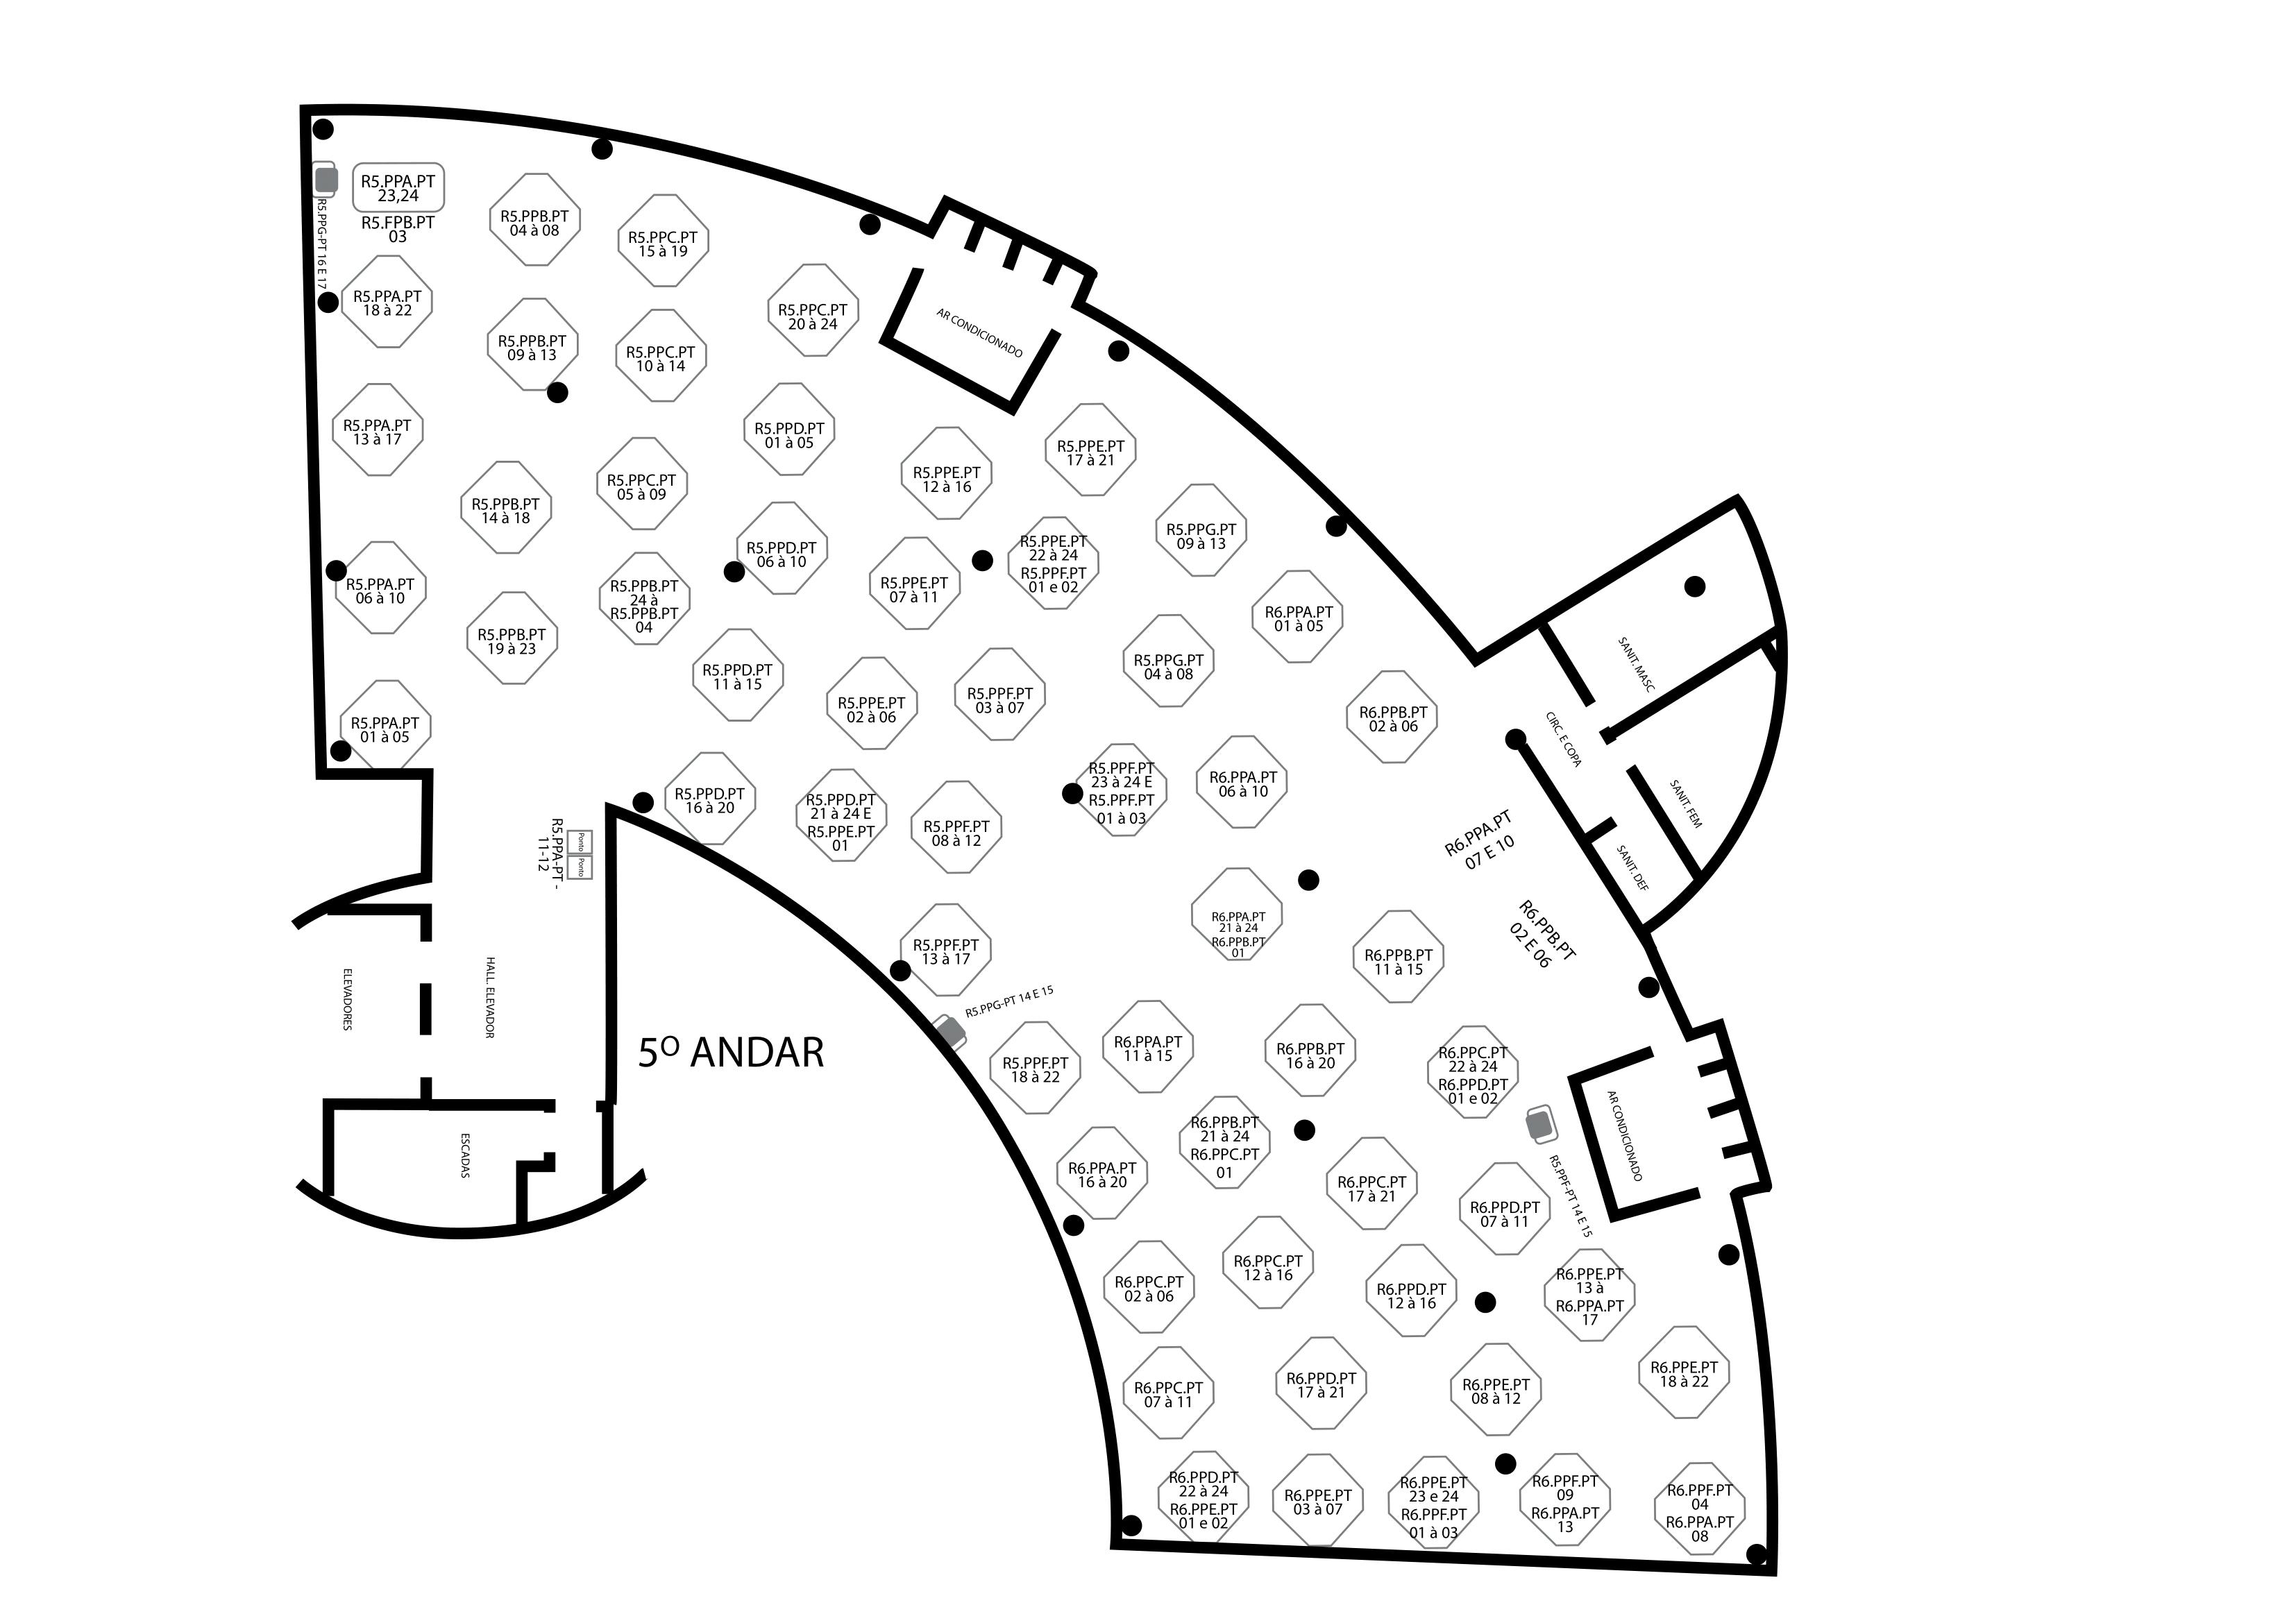 R5.PPA.PT
23,24
R5.FPB.PT
03
R5.PPG-PT 16 E 17
R5.PPB.PT
04 à 08
R5.PPC.PT
15 à 19
R5.PPA.PT
18 à 22
R5.PPC.PT
20 à 24
AR CONDICIONADO
R5.PPB.PT
09 à 13
R5.PPC.PT
10 à 14
R5.PPA.PT
13 à 17
R5.PPD.PT
01 à 05
R5.PPE.PT
17 à 21
R5.PPE.PT
12 à 16
R5.PPC.PT
05 à 09
R5.PPB.PT
14 à 18
R5.PPG.PT
09 à 13
R5.PPD.PT
06 à 10
R5.PPE.PT
22 à 24
R5.PPF.PT
01 e 02
R5.PPA.PT
06 à 10
R5.PPB.PT
24 à
R5.PPB.PT
04
R5.PPE.PT
07 à 11
R6.PPA.PT
01 à 05
R5.PPB.PT
19 à 23
SANIT. MASC
R5.PPG.PT
04 à 08
R5.PPD.PT
11 à 15
R5.PPE.PT
02 à 06
R5.PPF.PT
03 à 07
R6.PPB.PT
02 à 06
R5.PPA.PT
01 à 05
CIRC. E COPA
R5.PPD.PT
16 à 20
R5.PPD.PT
21 à 24 E
R5.PPE.PT
01
R5.PPF.PT
08 à 12
R5.PPF.PT
23 à 24 E
R5.PPF.PT
01 à 03
R6.PPA.PT
06 à 10
SANIT. FEM
R6.PPA.PT
07 E 10
R5.PPA-PT -
11-12
Ponto
Ponto
SANIT. DEF
R6.PPA.PT
21 à 24
R6.PPB.PT
01
R6.PPB.PT
02 E 06
R5.PPF.PT
13 à 17
R6.PPB.PT
11 à 15
ELEVADORES
HALL. ELEVADOR
R5.PPG-PT 14 E 15
5º ANDAR
R5.PPF.PT
18 à 22
R6.PPA.PT
11 à 15
R6.PPB.PT
16 à 20
R6.PPC.PT
22 à 24
R6.PPD.PT
01 e 02
AR CONDICIONADO
ESCADAS
R6.PPB.PT
21 à 24
R6.PPC.PT
01
R6.PPA.PT
16 à 20
R6.PPC.PT
17 à 21
R5.PPF-PT 14 E 15
R6.PPD.PT
07 à 11
R6.PPC.PT
02 à 06
R6.PPC.PT
12 à 16
R6.PPD.PT
12 à 16
R6.PPE.PT
13 à
R6.PPA.PT
17
R6.PPC.PT
07 à 11
R6.PPD.PT
17 à 21
R6.PPE.PT
08 à 12
R6.PPE.PT
18 à 22
R6.PPD.PT
22 à 24
R6.PPE.PT
01 e 02
R6.PPE.PT
03 à 07
R6.PPE.PT
23 e 24
R6.PPF.PT
01 à 03
R6.PPF.PT
09
R6.PPA.PT
13
R6.PPF.PT
04
R6.PPA.PT
08